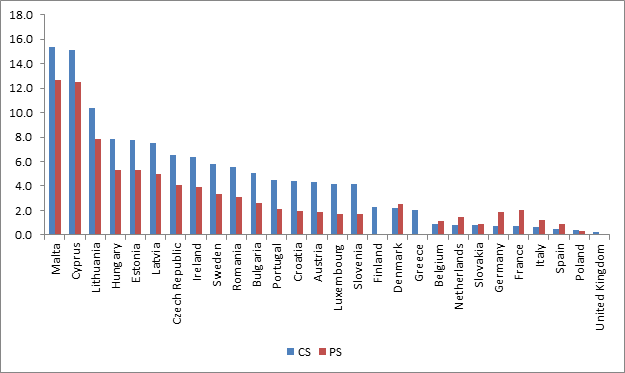 18.0
16.0
14.0
12.0
10.0
8.0
6.0
4.0
2.0
0.0
Malta
Cyprus
Lithuania
Hungary
Estonia
Latvia
Czech Republic
Ireland
Sweden
Romania
Bulgaria
Portugal
Croatia
Austria
Luxembourg
Slovenia
Finland
Denmark
Greece
Belgium
Netherlands
Slovakia
Germany
France
Italy
Spain
Poland
United Kingdom
CS PS